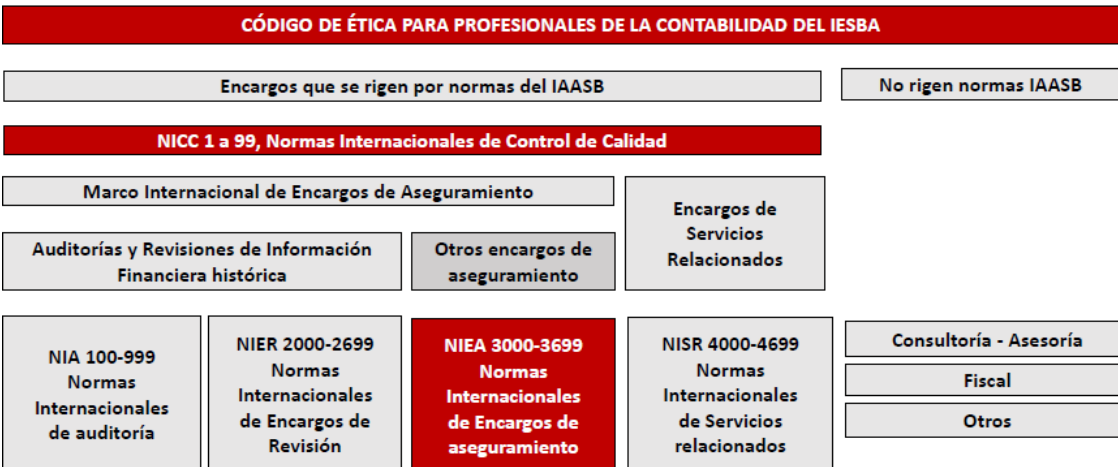 CÓDIGO DE ÉTICA PARA PROFESIONALES DE LA CONTABILIDAD DEL IESBA
Encargos que se rigen por normas del IAASB
No rigen normas IAASB
NICC 1 a 99, Normas Internacionales de Control de Calidad
Marco Internacional de Encargos de Aseguramiento
Encargos de
Servicios
Relacionados
Auditorías y Revisiones de Información
Financiera histórica
Otros encargos de
aseguramiento
NIA 100-999
Normas
Internacionales
de auditoría
NIER 2000-2699
Normas
Internacionales
de Encargos de
Revisión
NIEA 3000-3699
Normas
Internacionales
de Encargos de
aseguramiento
NISR 4000-4699
Normas
Internacionales
de Servicios
relacionados
Consultoría - Asesoría
Fiscal
Otros